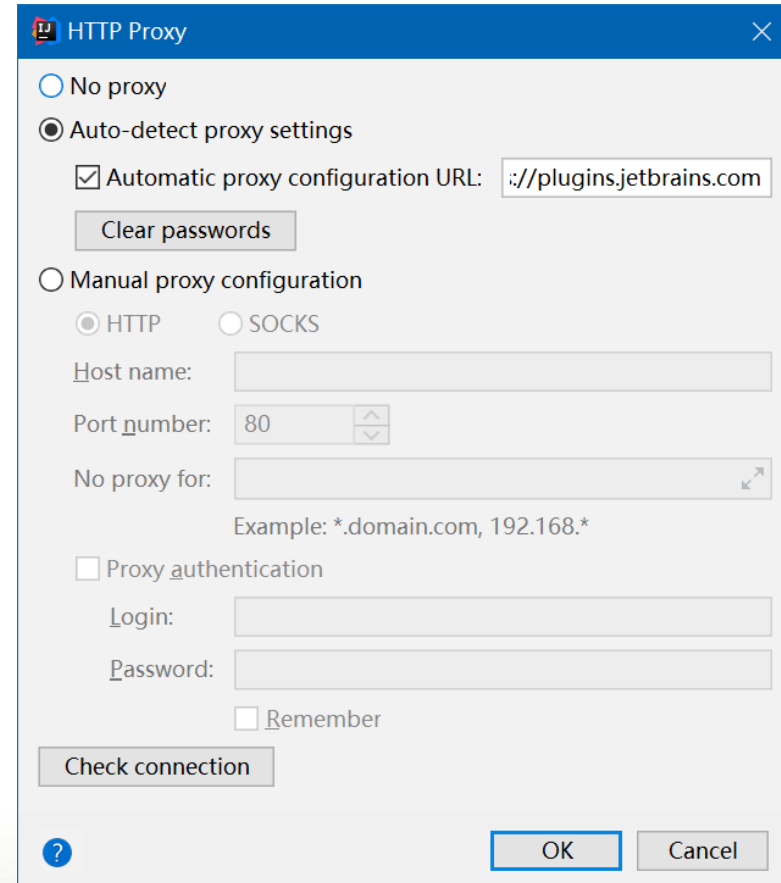 HTTP Proxy
No proxy
Auto-detect proxy settings
Automatic proxy configuration URL: ://plugins.jetbrains.com
Clear passwords
Manual proxy configuration
HTTP SOCKS
Host name:
Port number: 80
No proxy for:
Example: *.domain.com, 192.168.*
Proxy authentication
Login:
Password:
Remember
Check connection
? OK Cancel